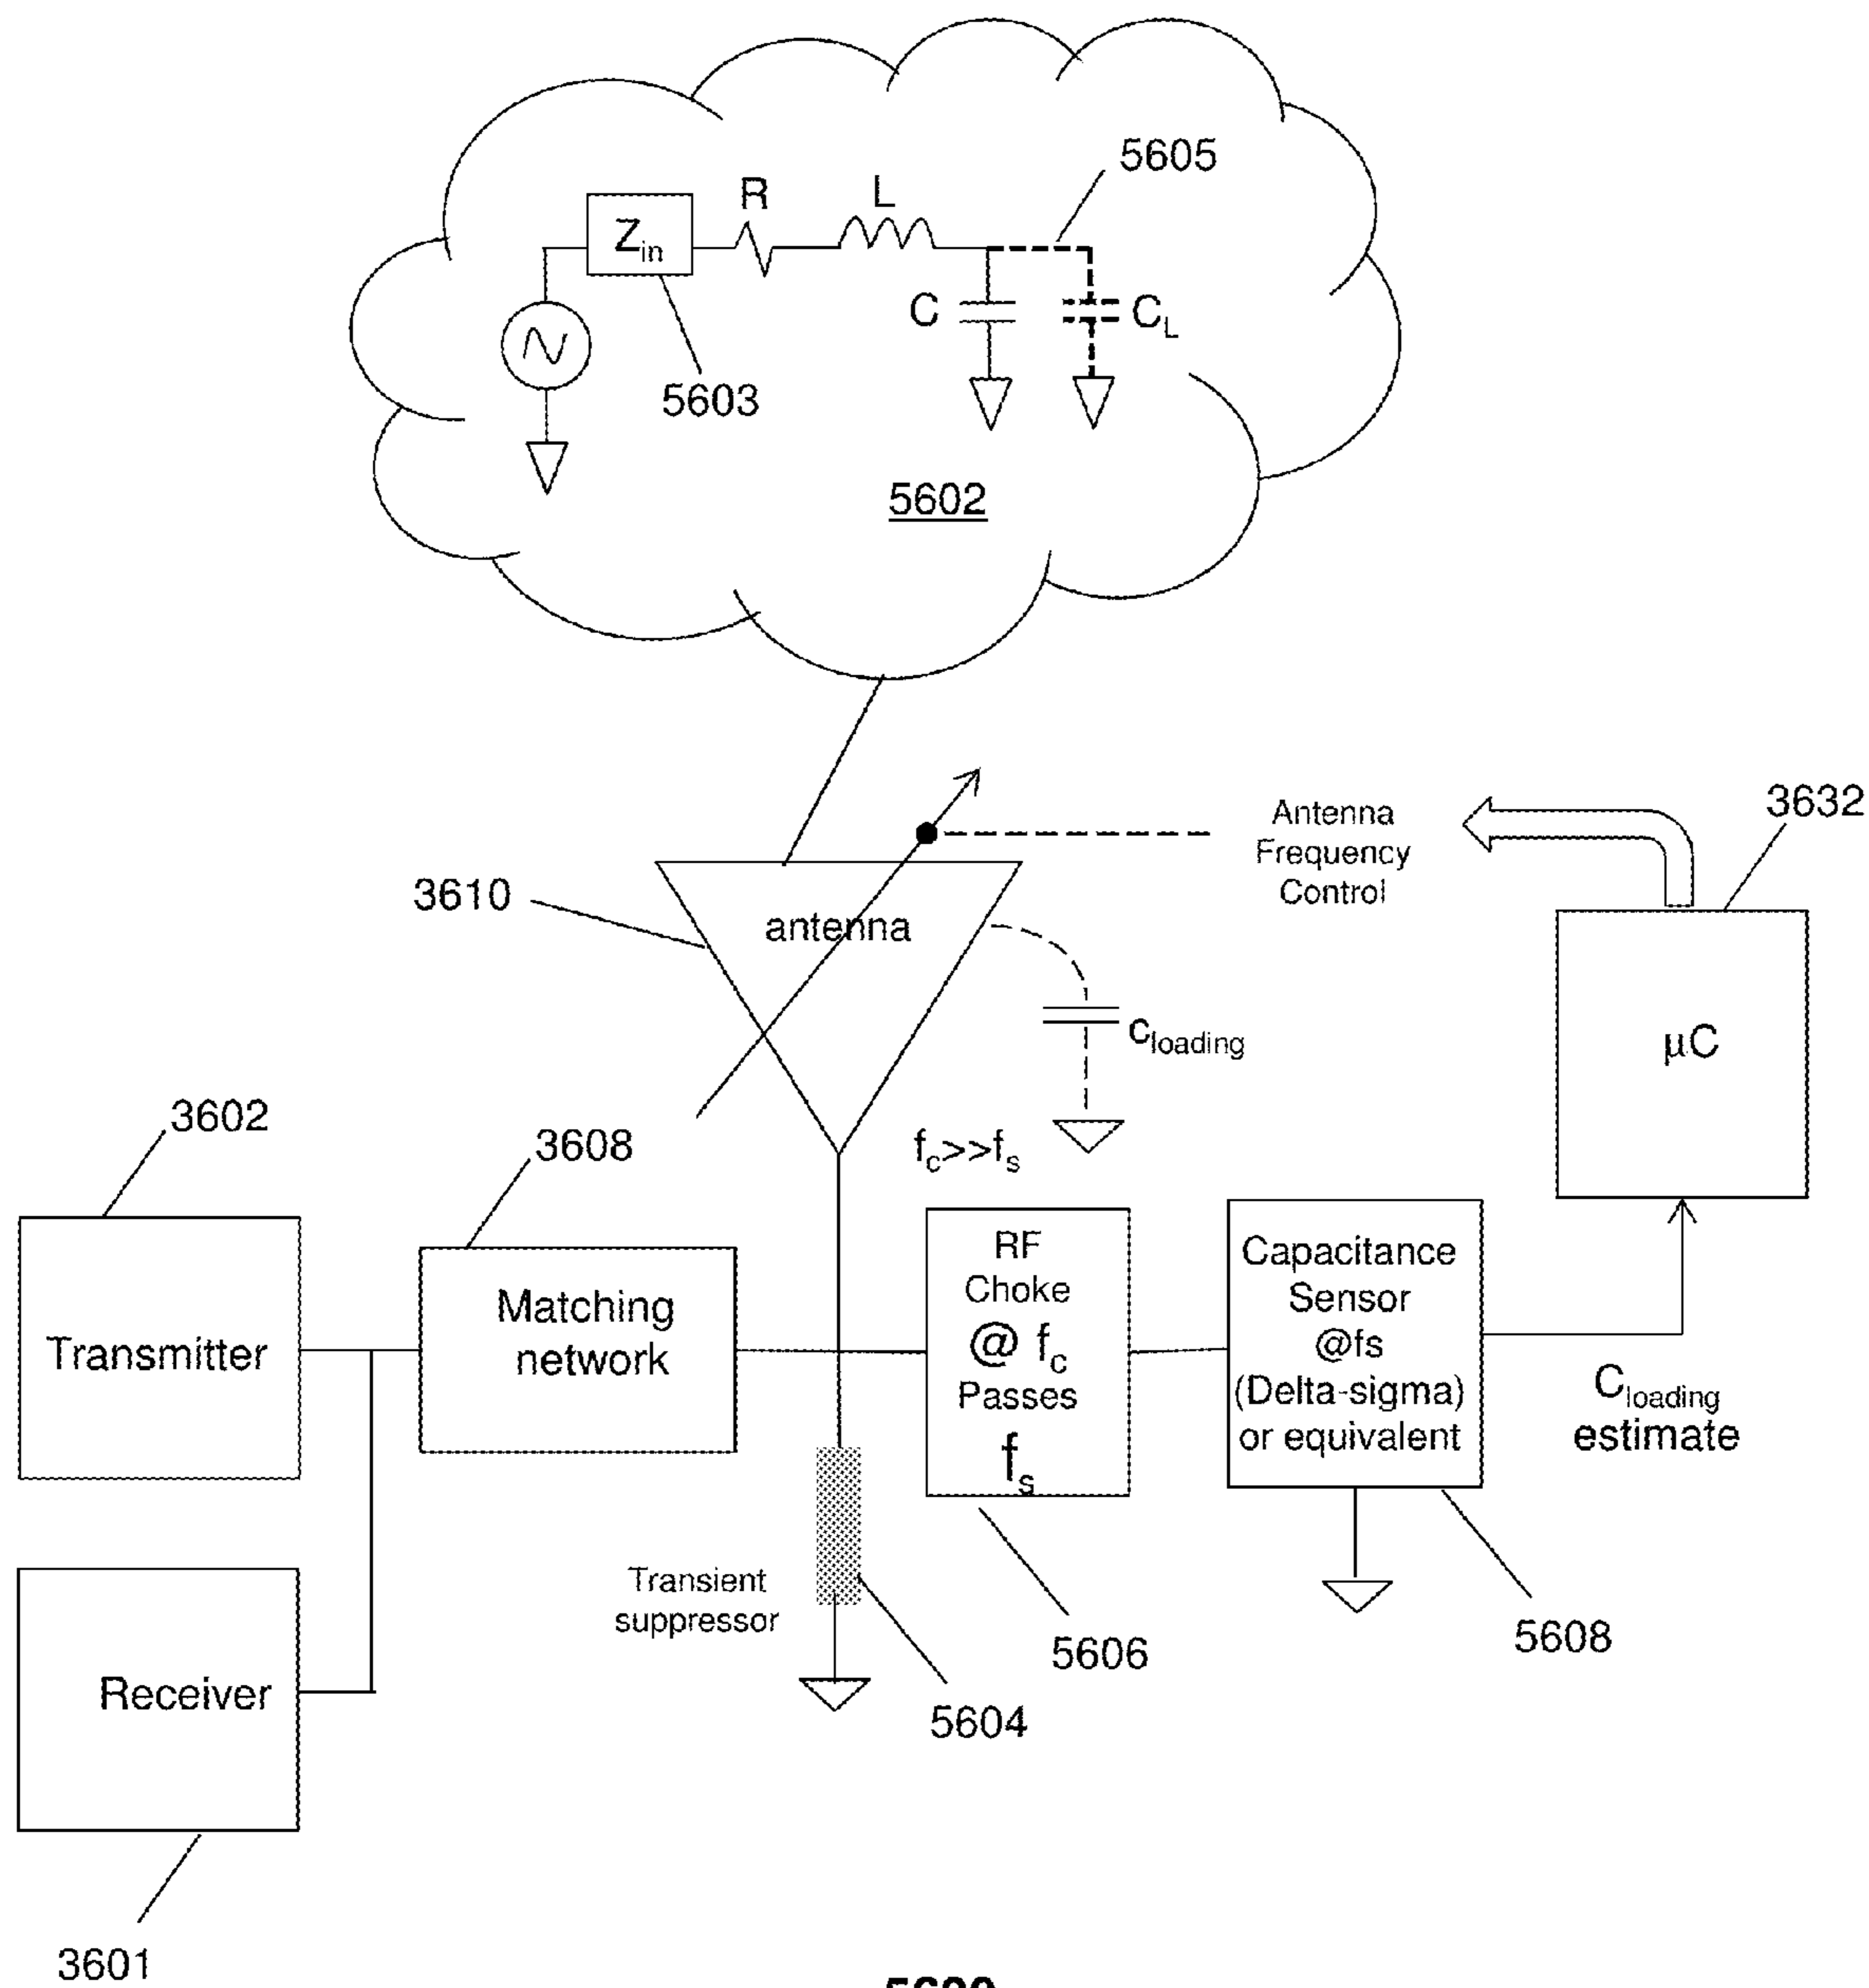 5605
R
L
Zin
C
CL
5603
5602
3632
Antenna
Frequency
Control
3610
antenna
Cloading
μC
3602
3608
fc>>fs
Transmitter
Matching
network
RF
Choke
@ fc
Passes
fs
Capacitance
Sensor
@fs
(Delta-sigma)
or equivalent
Cloading
estimate
Transient
suppressor
Receiver
5606
5608
5604
3601